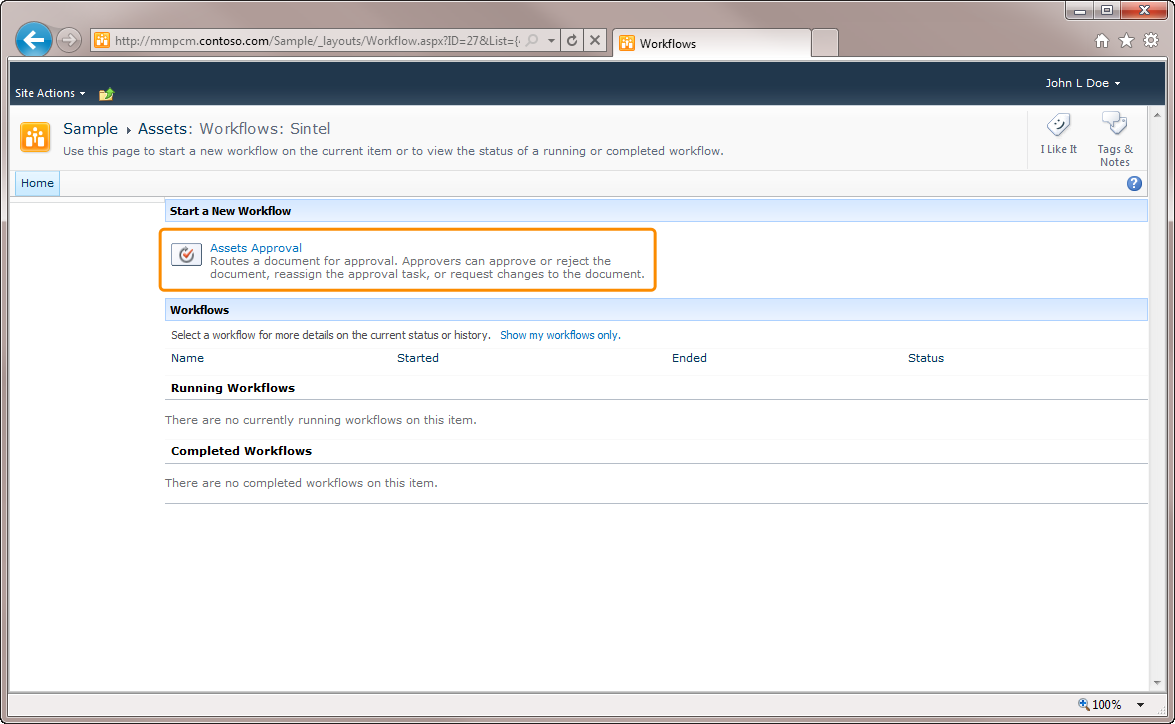 http://mmpcm.contoso.com/Sample/_layouts/Workflow.aspx?ID=27&List={
Workflows
John L Doe
Site Actions
Sample ▸ Assets: Workflows: Sintel
Use this page to start a new workflow on the current item or to view the status of a running or completed workflow.
I Like It
Tags &
Notes
Home
Start a New Workflow
Assets Approval
Routes a document for approval. Approvers can approve or reject the
document, reassign the approval task, or request changes to the document.
Workflows
Select a workflow for more details on the current status or history. Show my workflows only.
Name Started Ended Status
Running Workflows
There are no currently running workflows on this item.
Completed Workflows
There are no completed workflows on this item.
100%